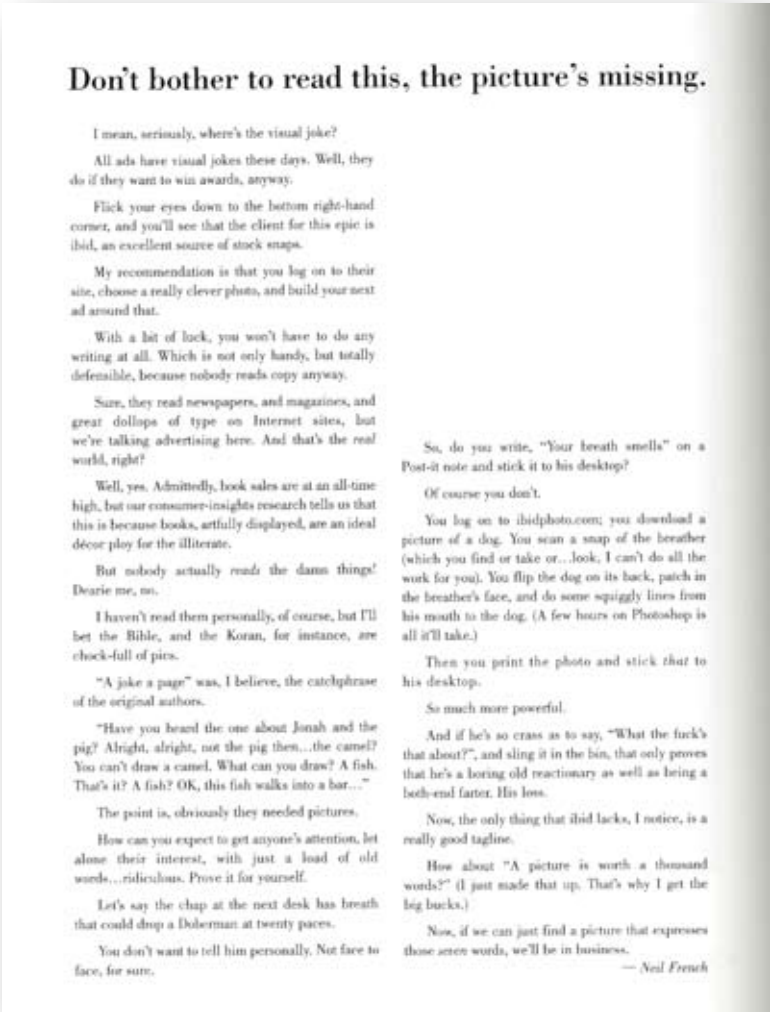 Don't bother to read this, the picture's missing.
I mean, seriously, where's the visual joke?
All ads have visual jokes these days. Well, they
do if they want to win awards, anyway.
Flick your eyes down to the bottom right-hand
corner, and you'll see that the client for this epic is
ibid, an excellent source of stock snaps.
My recommendation is that you log on to their
site, choose a really clever photo, and build your next
ad around that.
With a bit of luck, you won't have to do any
writing at all. Which is not only handy, but totally
defensible, because nobody reads copy anyway.
Sure, they read newspapers, and magazines, and
great dollops of type on Internet sites, but
we're talking advertising here. And that's the real
world, right?
Well, yes. Admittedly, book sales are at an all-time
high, but our consumer-insights research tells us that
this is because books, artfully displayed, are an ideal
décor ploy for the illiterate.
But nobody actually reads the damn things!
Dearie me, no.
I haven't read them personally, of course, but I'll
bet the Bible, and the Koran, for instance, are
chock-full of pics.
"A joke a page" was, I believe, the catchphrase
of the original authors.
"Have you heard the one about Jonah and the
pig? Alright, alright, not the pig then...the camel?
You can't draw a camel. What can you draw? A fish.
That's it? A fish? OK, this fish walks into a bar..."
The point is, obviously they needed pictures.
How can you expect to get anyone's attention, let
alone their interest, with just a load of old
words...ridiculous. Prove it for yourself.
Let's say the chap at the next desk has breath
that could drop a Doberman at twenty paces.
You don't want to tell him personally. Not face to
face, for sure.
So, do you write, "Your breath smells" on a
Post-it note and stick it to his desktop?
Of course you don't.
You log on to ibidphoto.com; you download a
picture of a dog. You scan a snap of the breather
(which you find or take or...look, I can't do all the
work for you). You flip the dog on its back, patch in
the breather's face, and do some squiggly lines from
his mouth to the dog. (A few hours on Photoshop is
all it'll take.)
Then you print the photo and stick that to
his desktop.
So much more powerful.
And if he's so crass as to say, "What the fuck's
that about?", and sling it in the bin, that only proves
that he's a boring old reactionary as well as being a
both-end farter. His loss.
Now, the only thing that ibid lacks, I notice, is a
really good tagline.
How about "A picture is worth a thousand
words?" (I just made that up. That's why I get the
big bucks.)
Now, if we can just find a picture that expresses
those seven words, we'll be in business.
— Neil French